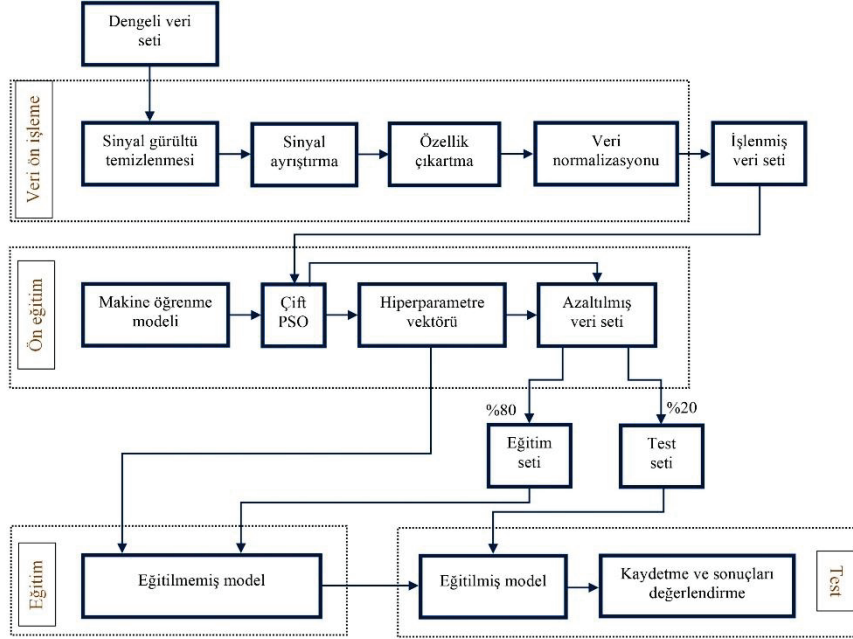 Dengeli veri
seti
Veri ön işleme
Sinyal gürültü
temizlenmesi
Sinyal
ayrıştırma
Özellik
çıkartma
Veri
normalizasyonu
İşlenmiş
veri seti
Ön eğitim
Makine öğrenme
modeli
Çift
PSO
Hiperparametre
vektörü
Azaltılmış
veri seti
%80
%20
Eğitim
seti
Test
seti
Eğitim
Eğitilmemiş model
Eğitilmiş model
Kaydetme ve sonuçları
değerlendirme
Test